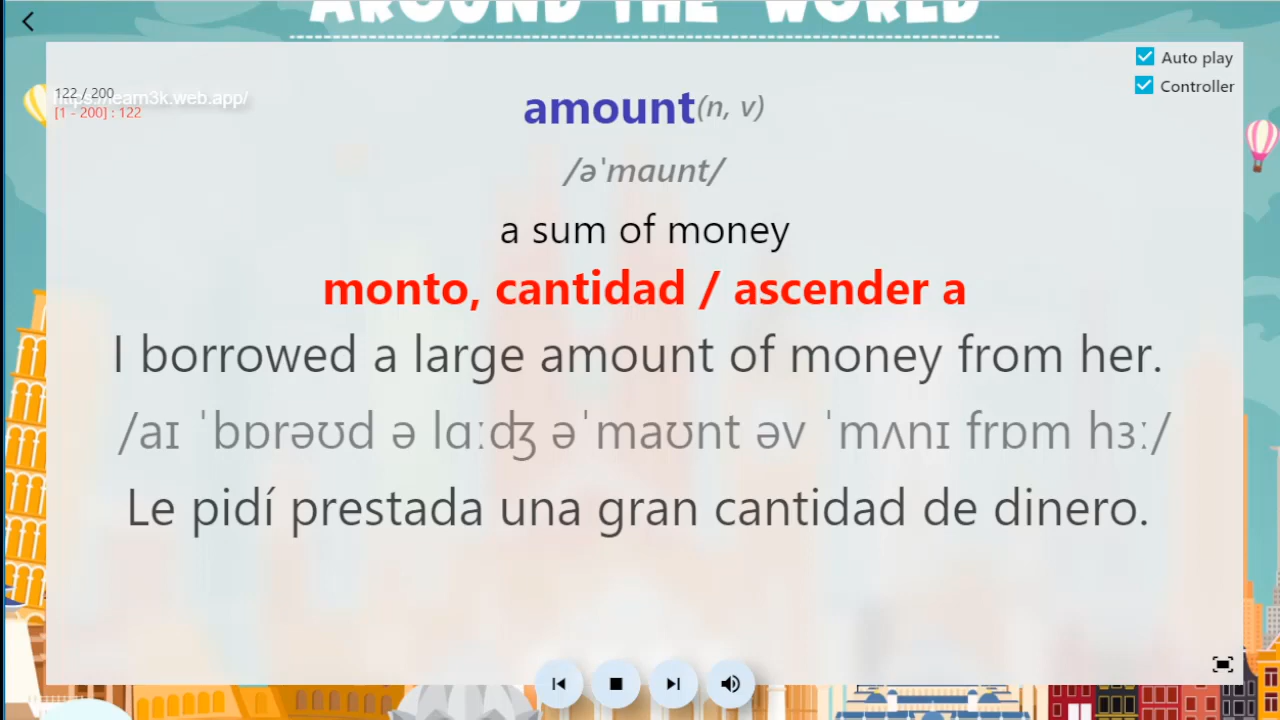 AROUND THE WORLD
Auto play
Controller
122 / 200
https://learn3k.web.app/
[1 - 200] : 122
amount(n, v)
/ə'maunt/
a sum of money
monto, cantidad / ascender a
I borrowed a large amount of money from her.
/aɪ ˈbɒrəʊd ə lɑːʤ əˈmaʊnt əv ˈmʌnɪ frɒm hɜː/
Le pidí prestada una gran cantidad de dinero.